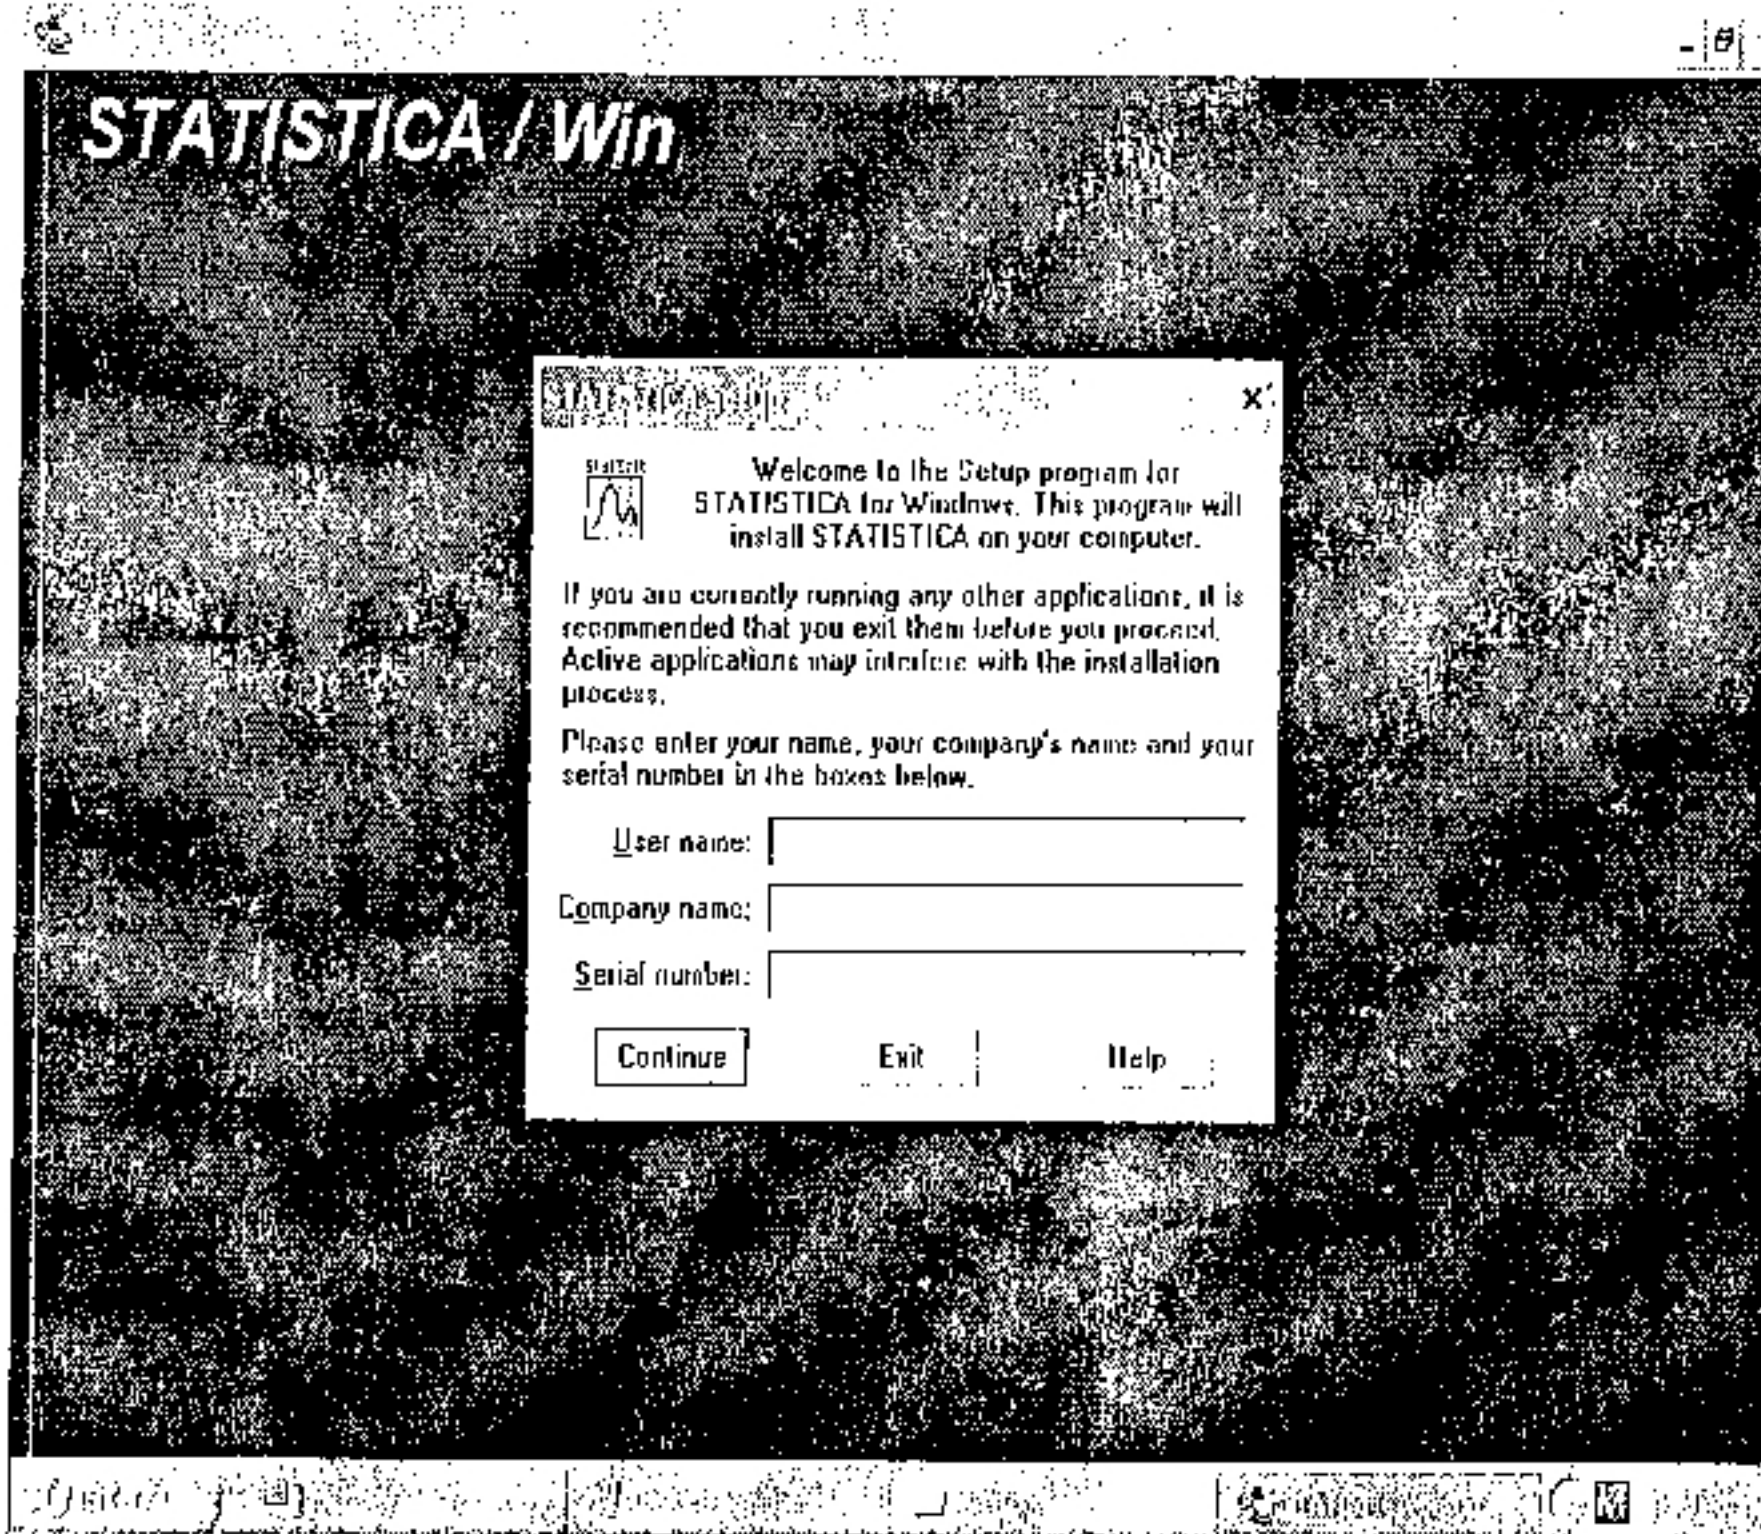 STATISTICA / Win
StatSoft
Welcome to the Setup program for
STATISTICA for Windows. This program will
install STATISTICA on your computer.
If you are currently running any other applications, it is
recommended that you exit them before you proceed.
Active applications may interfere with the installation
process.
Please enter your name, your company's name and your
serial number in the boxes below.
User name:
Company name:
Serial number:
Continue
Exit
Help